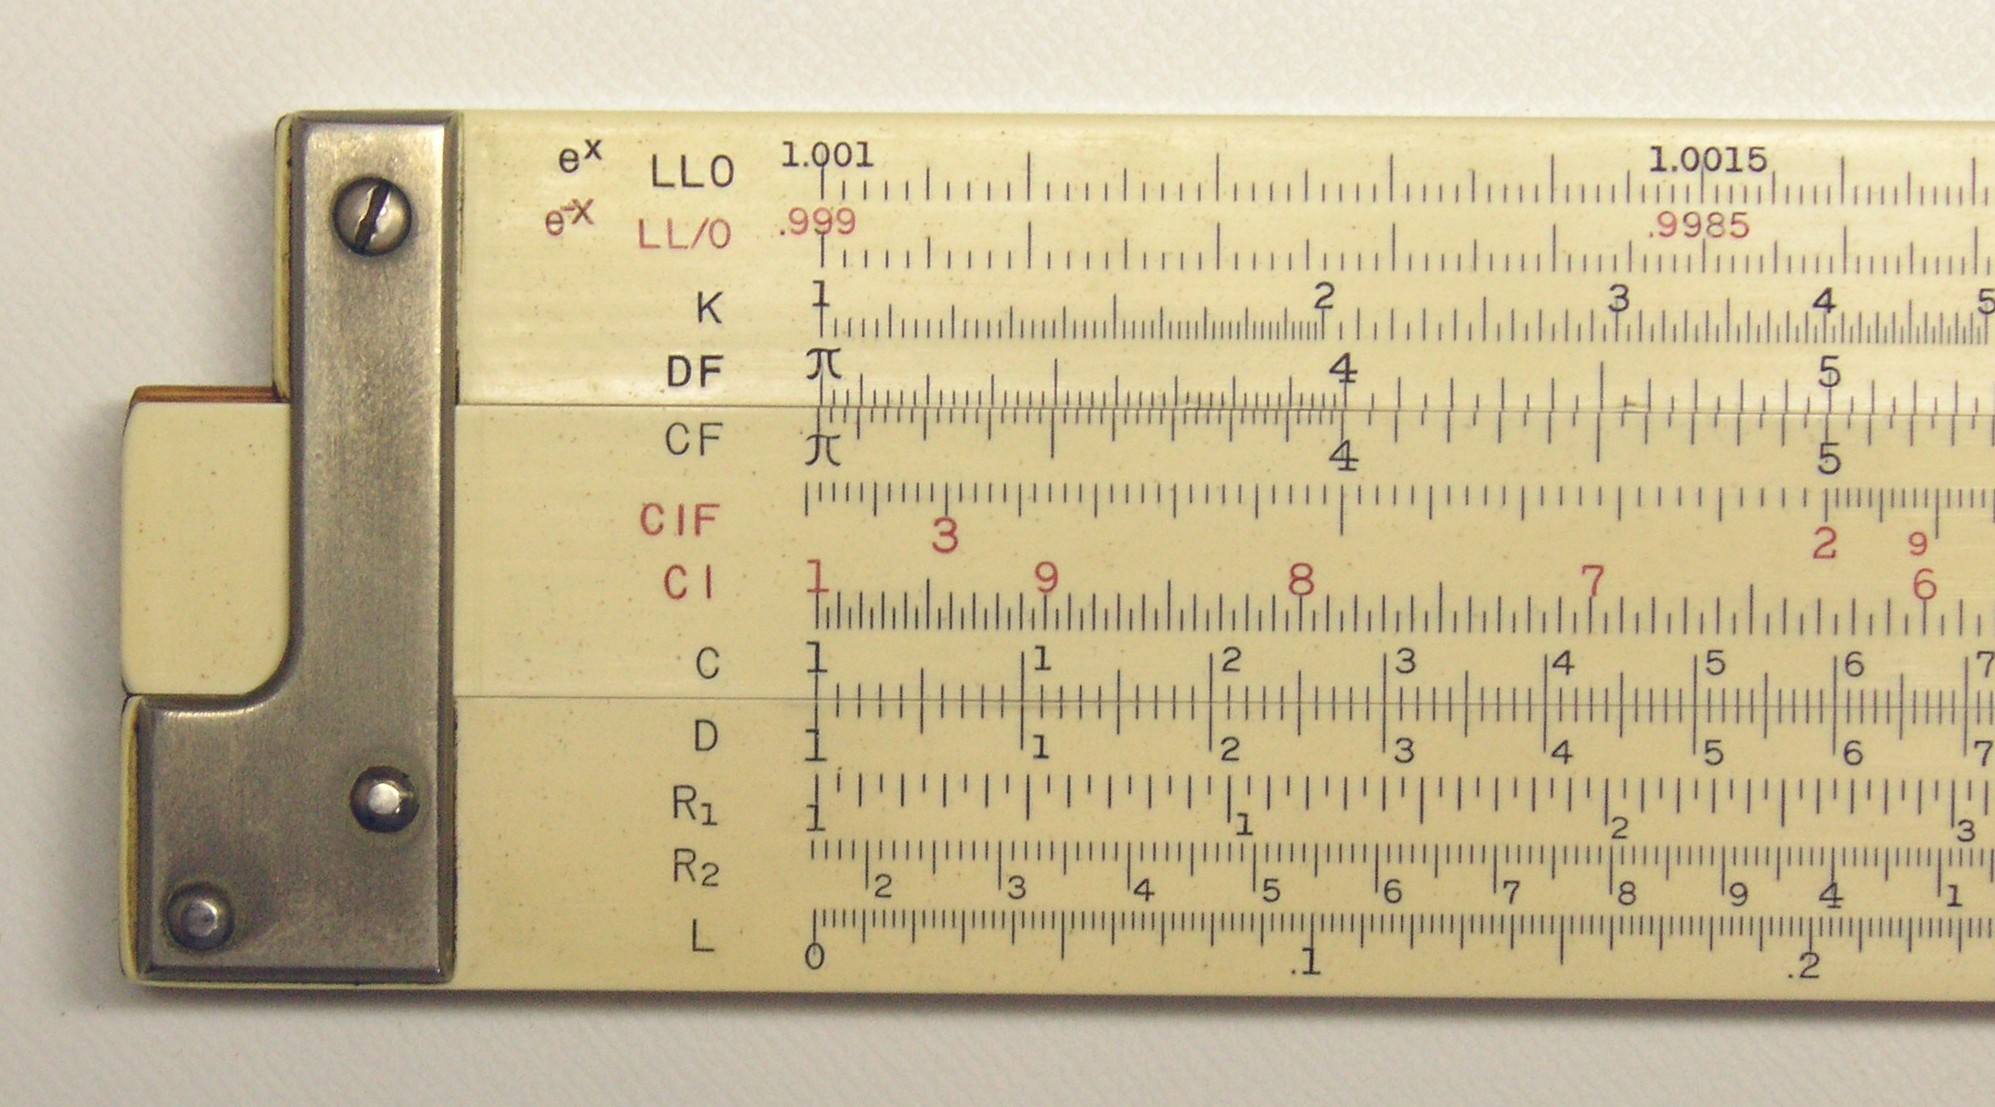 eˣ LL0 1.001 1.0015
e⁻ˣ LL/0 .999 .9985
K 1 2 3 4 5
DF π 4 5
CF π 4 5
CIF 3 2 9
CI 1 9 8 7 6
C 1 1 2 3 4 5 6 7
D 1 1 2 3 4 5 6 7
R₁ 1 1 2 3
R₂ 2 3 4 5 6 7 8 9 4 1
L 0 .1 .2